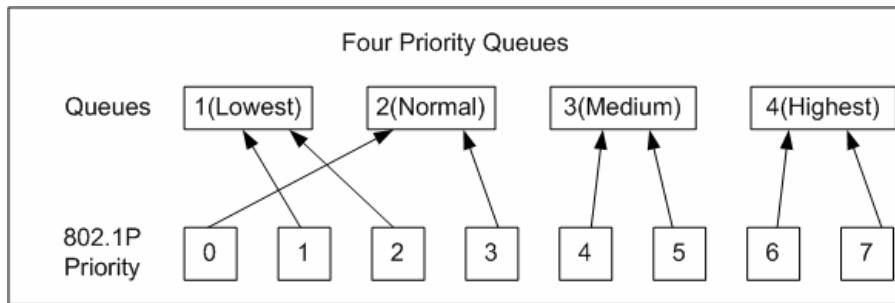 Four Priority Queues
Queues 1(Lowest) 2(Normal) 3(Medium) 4(Highest)
802.1P
Priority
0 1 2 3 4 5 6 7